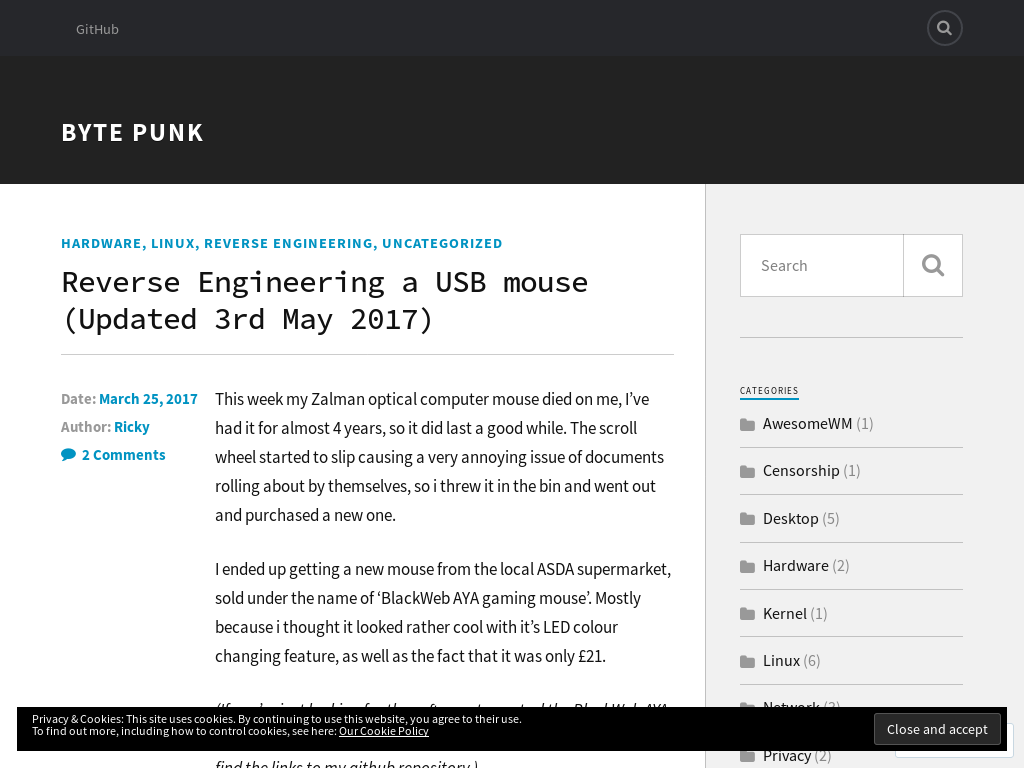 GitHub
BYTE PUNK
HARDWARE, LINUX, REVERSE ENGINEERING, UNCATEGORIZED
Reverse Engineering a USB mouse
(Updated 3rd May 2017)
Date: March 25, 2017
Author: Ricky
2 Comments
This week my Zalman optical computer mouse died on me, I’ve
had it for almost 4 years, so it did last a good while. The scroll
wheel started to slip causing a very annoying issue of documents
rolling about by themselves, so i threw it in the bin and went out
and purchased a new one.
I ended up getting a new mouse from the local ASDA supermarket,
sold under the name of ‘BlackWeb AYA gaming mouse’. Mostly
because i thought it looked rather cool with it’s LED colour
changing feature, as well as the fact that it was only £21.
find the links to my github repository.)
Search
CATEGORIES
AwesomeWM (1)
Censorship (1)
Desktop (5)
Hardware (2)
Kernel (1)
Linux (6)
Privacy (2)
Privacy & Cookies: This site uses cookies. By continuing to use this website, you agree to their use.
To find out more, including how to control cookies, see here: Our Cookie Policy
Close and accept